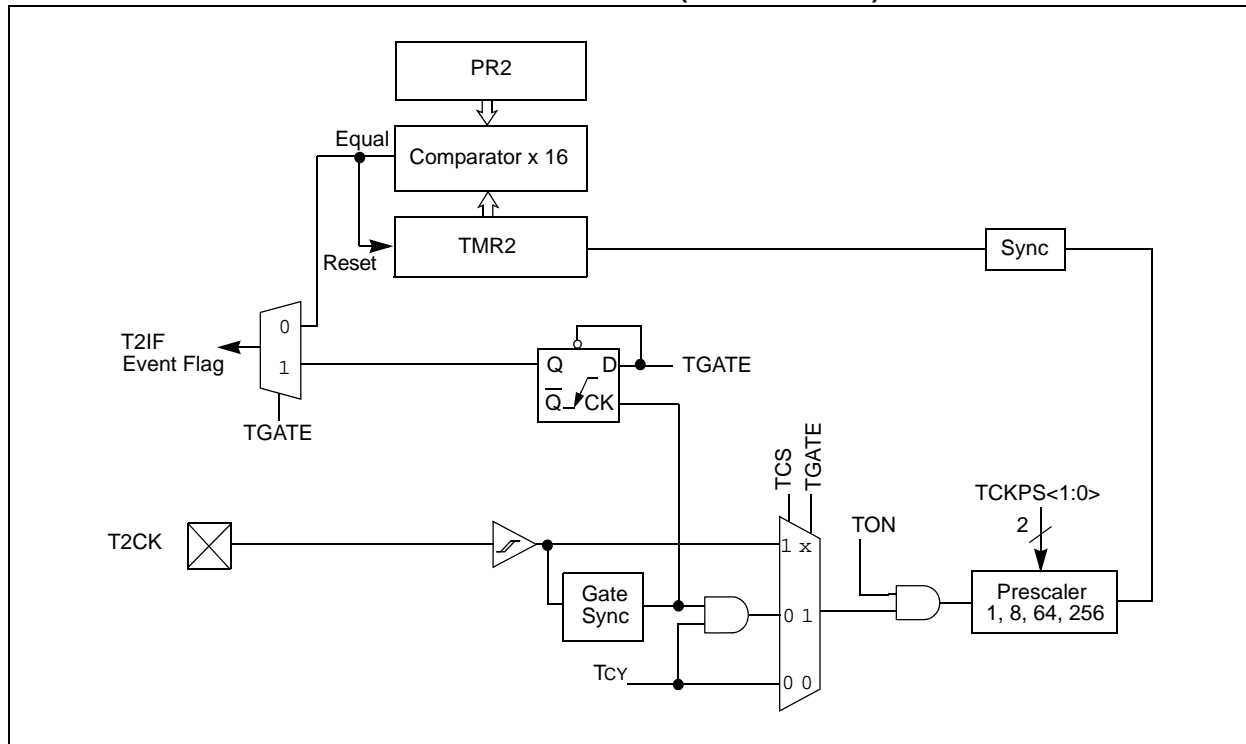 PR2
Equal
Comparator x 16
TMR2
Reset
Sync
0
T2IF
Event Flag
1
Q
D
TGATE
Q
CK
TGATE
TCS
TGATE
TCKPS<1:0>
2
TON
T2CK
1 x
Prescaler
1, 8, 64, 256
Gate
Sync
0 1
TCY
0 0